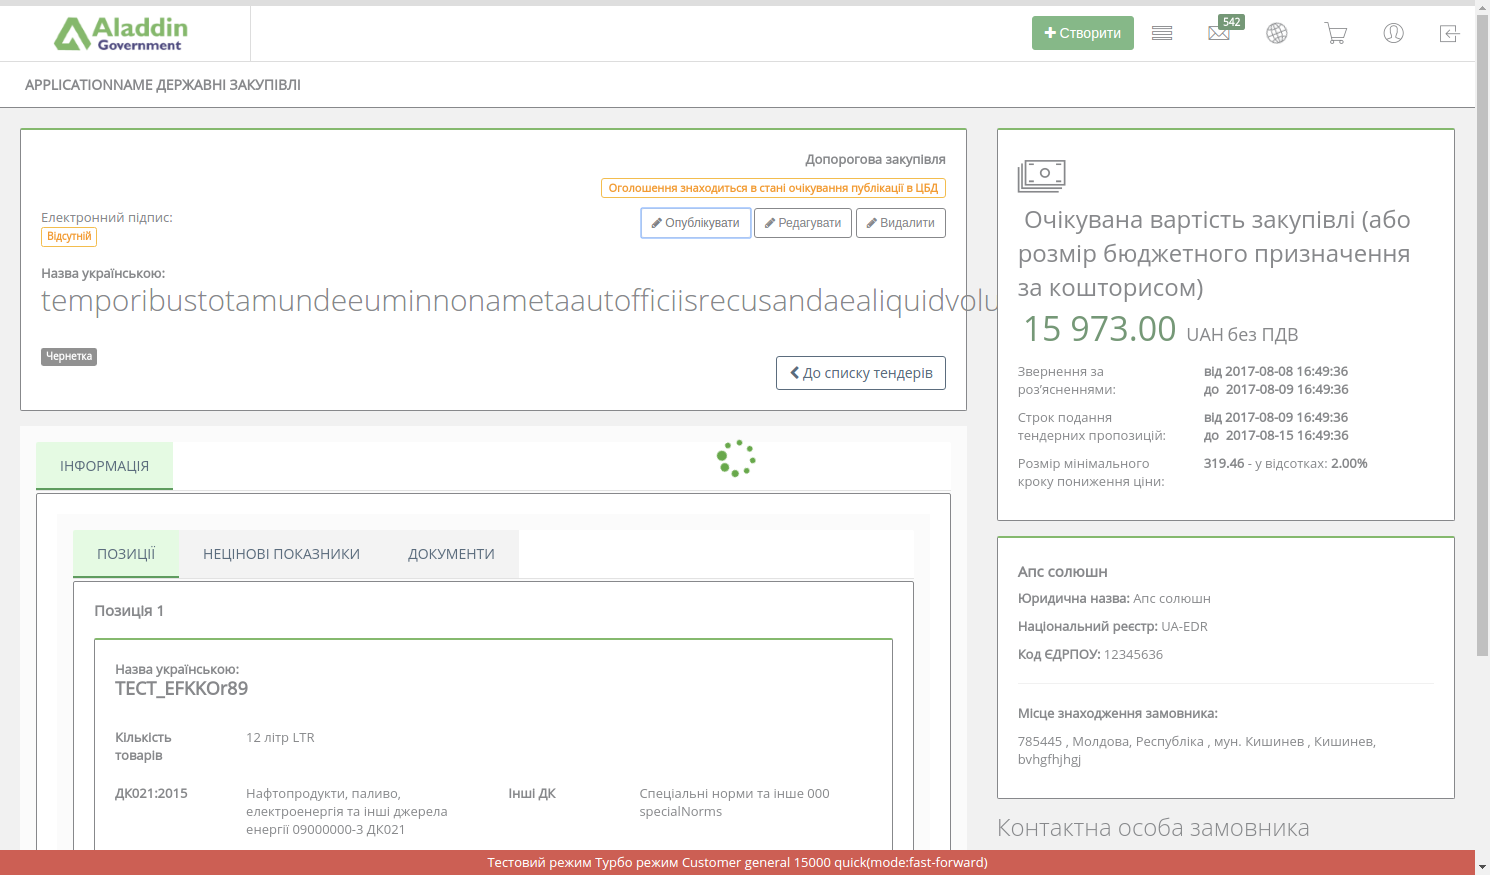 Aladdin
Government
Створити
542
APPLICATIONNAME ДЕРЖАВНІ ЗАКУПІВЛІ
Допорогова закупівля
Оголошення знаходиться в стані очікування публікації в ЦБД
Електронний підпис:
Відсутній
Опублікувати
Редагувати
Видалити
Назва українською:
temporibustotamundeeuminnonametaautofficiisrecusandaealiquidvolu
Чернетка
До списку тендерів
ІНФОРМАЦІЯ
ПОЗИЦІЇ
НЕЦІНОВІ ПОКАЗНИКИ
ДОКУМЕНТИ
Позиція 1
Назва українською:
ТЕСТ_EFKKOr89
Кількість
товарів
12 літр LTR
ДК021:2015
Нафтопродукти, паливо,
електроенергія та інші джерела
енергії 09000000-3 ДК021
Інші ДК
Спеціальні норми та інше 000
specialNorms
Очікувана вартість закупівлі (або
розмір бюджетного призначення
за кошторисом)
15 973.00 UAH без ПДВ
Звернення за
роз’ясненнями:
від 2017-08-08 16:49:36
до 2017-08-09 16:49:36
Строк подання
тендерних пропозицій:
від 2017-08-09 16:49:36
до 2017-08-15 16:49:36
Розмір мінімального
кроку пониження ціни:
319.46 - у відсотках: 2.00%
Апс солюшн
Юридична назва: Апс солюшн
Національний реєстр: UA-EDR
Код ЄДРПОУ: 12345636
Місце знаходження замовника:
785445 , Молдова, Республіка , мун. Кишинев , Кишинев,
bvhgfhjhgj
Контактна особа замовника
Тестовий режим Турбо режим Customer general 15000 quick(mode:fast-forward)